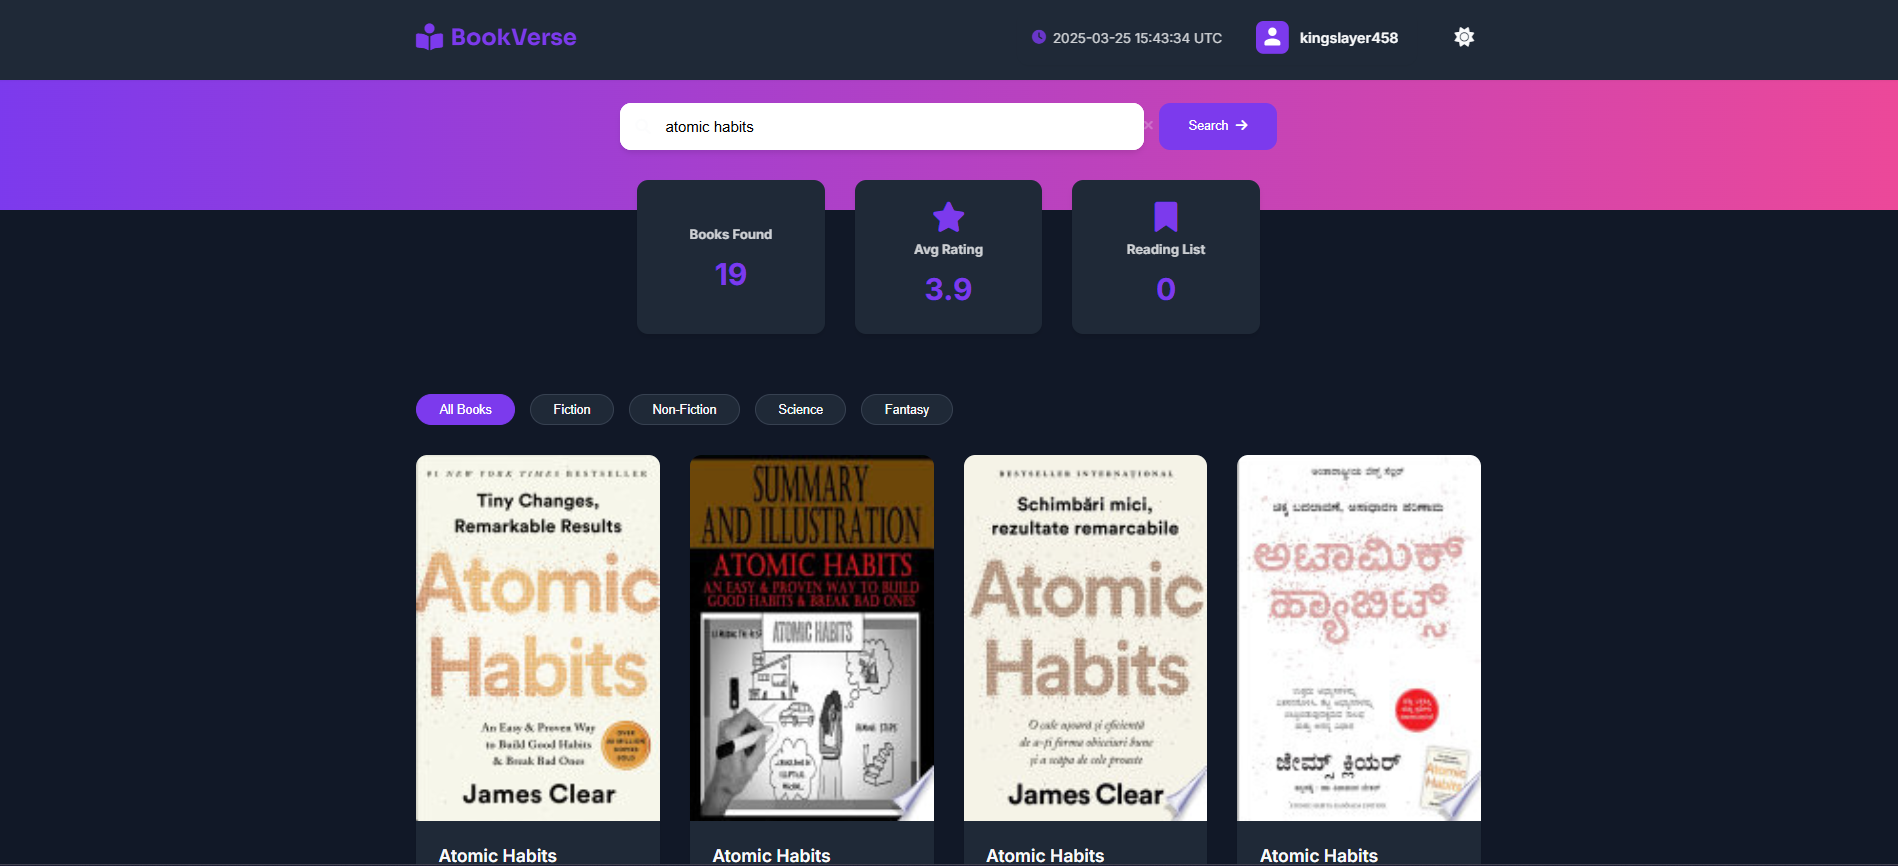 BookVerse
2025-03-25 15:43:34 UTC
kingslayer458
atomic habits
Search
Books Found
19
Avg Rating
3.9
Reading List
0
All Books
Fiction
Non-Fiction
Science
Fantasy
#1 NEW YORK TIMES BESTSELLER
Tiny Changes,
Remarkable Results
Atomic
Habits
An Easy & Proven Way
to Build Good Habits
& Break Bad Ones
James Clear
Atomic Habits
SUMMARY
AND ILLUSTRATION
ATOMIC HABITS
AN EASY & PROVEN WAY TO BUILD
GOOD HABITS & BREAK BAD ONES
ATOMIC HABITS
Atomic Habits
BESTSELLER INTERNAȚIONAL
Schimbări mici,
rezultate remarcabile
Atomic
Habits
O cale ușoară și eficientă
de a-ți forma obiceiuri bune
și a scăpa de cele proaste
James Clear
Atomic Habits
ಅಟಾಮಿಕ್
ಹ್ಯಾಬಿಟ್ಸ್
ಜೇಮ್ಸ್ ಕ್ಲಿಯರ್
Atomic
Habits
Atomic Habits